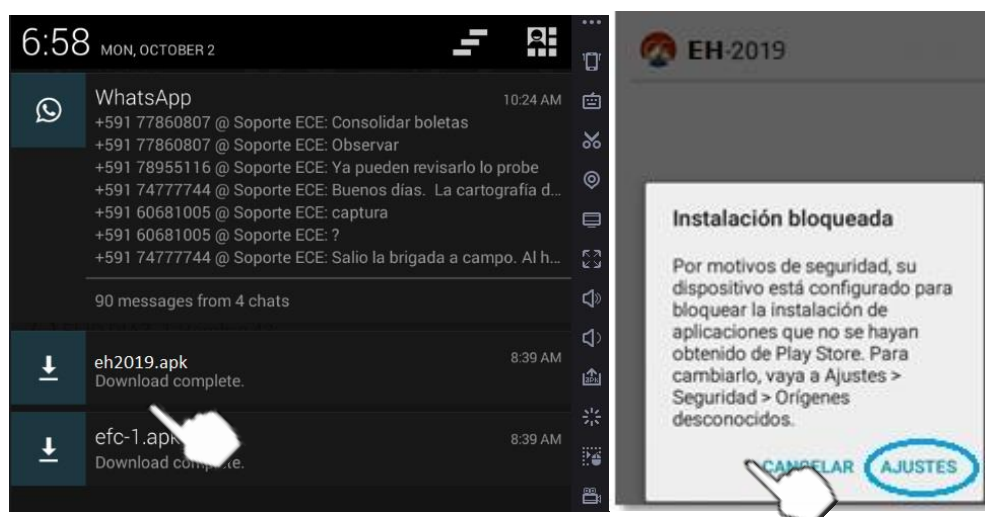 6:58 MON, OCTOBER 2
WhatsApp 10:24 AM
+591 77860807 @ Soporte ECE: Consolidar boletas
+591 77860807 @ Soporte ECE: Observar
+591 78955116 @ Soporte ECE: Ya pueden revisarlo lo probe
+591 74777744 @ Soporte ECE: Buenos días. La cartografía d...
+591 60681005 @ Soporte ECE: captura
+591 60681005 @ Soporte ECE: ?
+591 74777744 @ Soporte ECE: Salio la brigada a campo. Al h...
90 messages from 4 chats
eh2019.apk 8:39 AM
Download complete.
efc-1.apk 8:39 AM
Download complete.
EH-2019
Instalación bloqueada
Por motivos de seguridad, su
dispositivo está configurado para
bloquear la instalación de
aplicaciones que no se hayan
obtenido de Play Store. Para
cambiarlo, vaya a Ajustes >
Seguridad > Orígenes
desconocidos.
CANCELAR AJUSTES